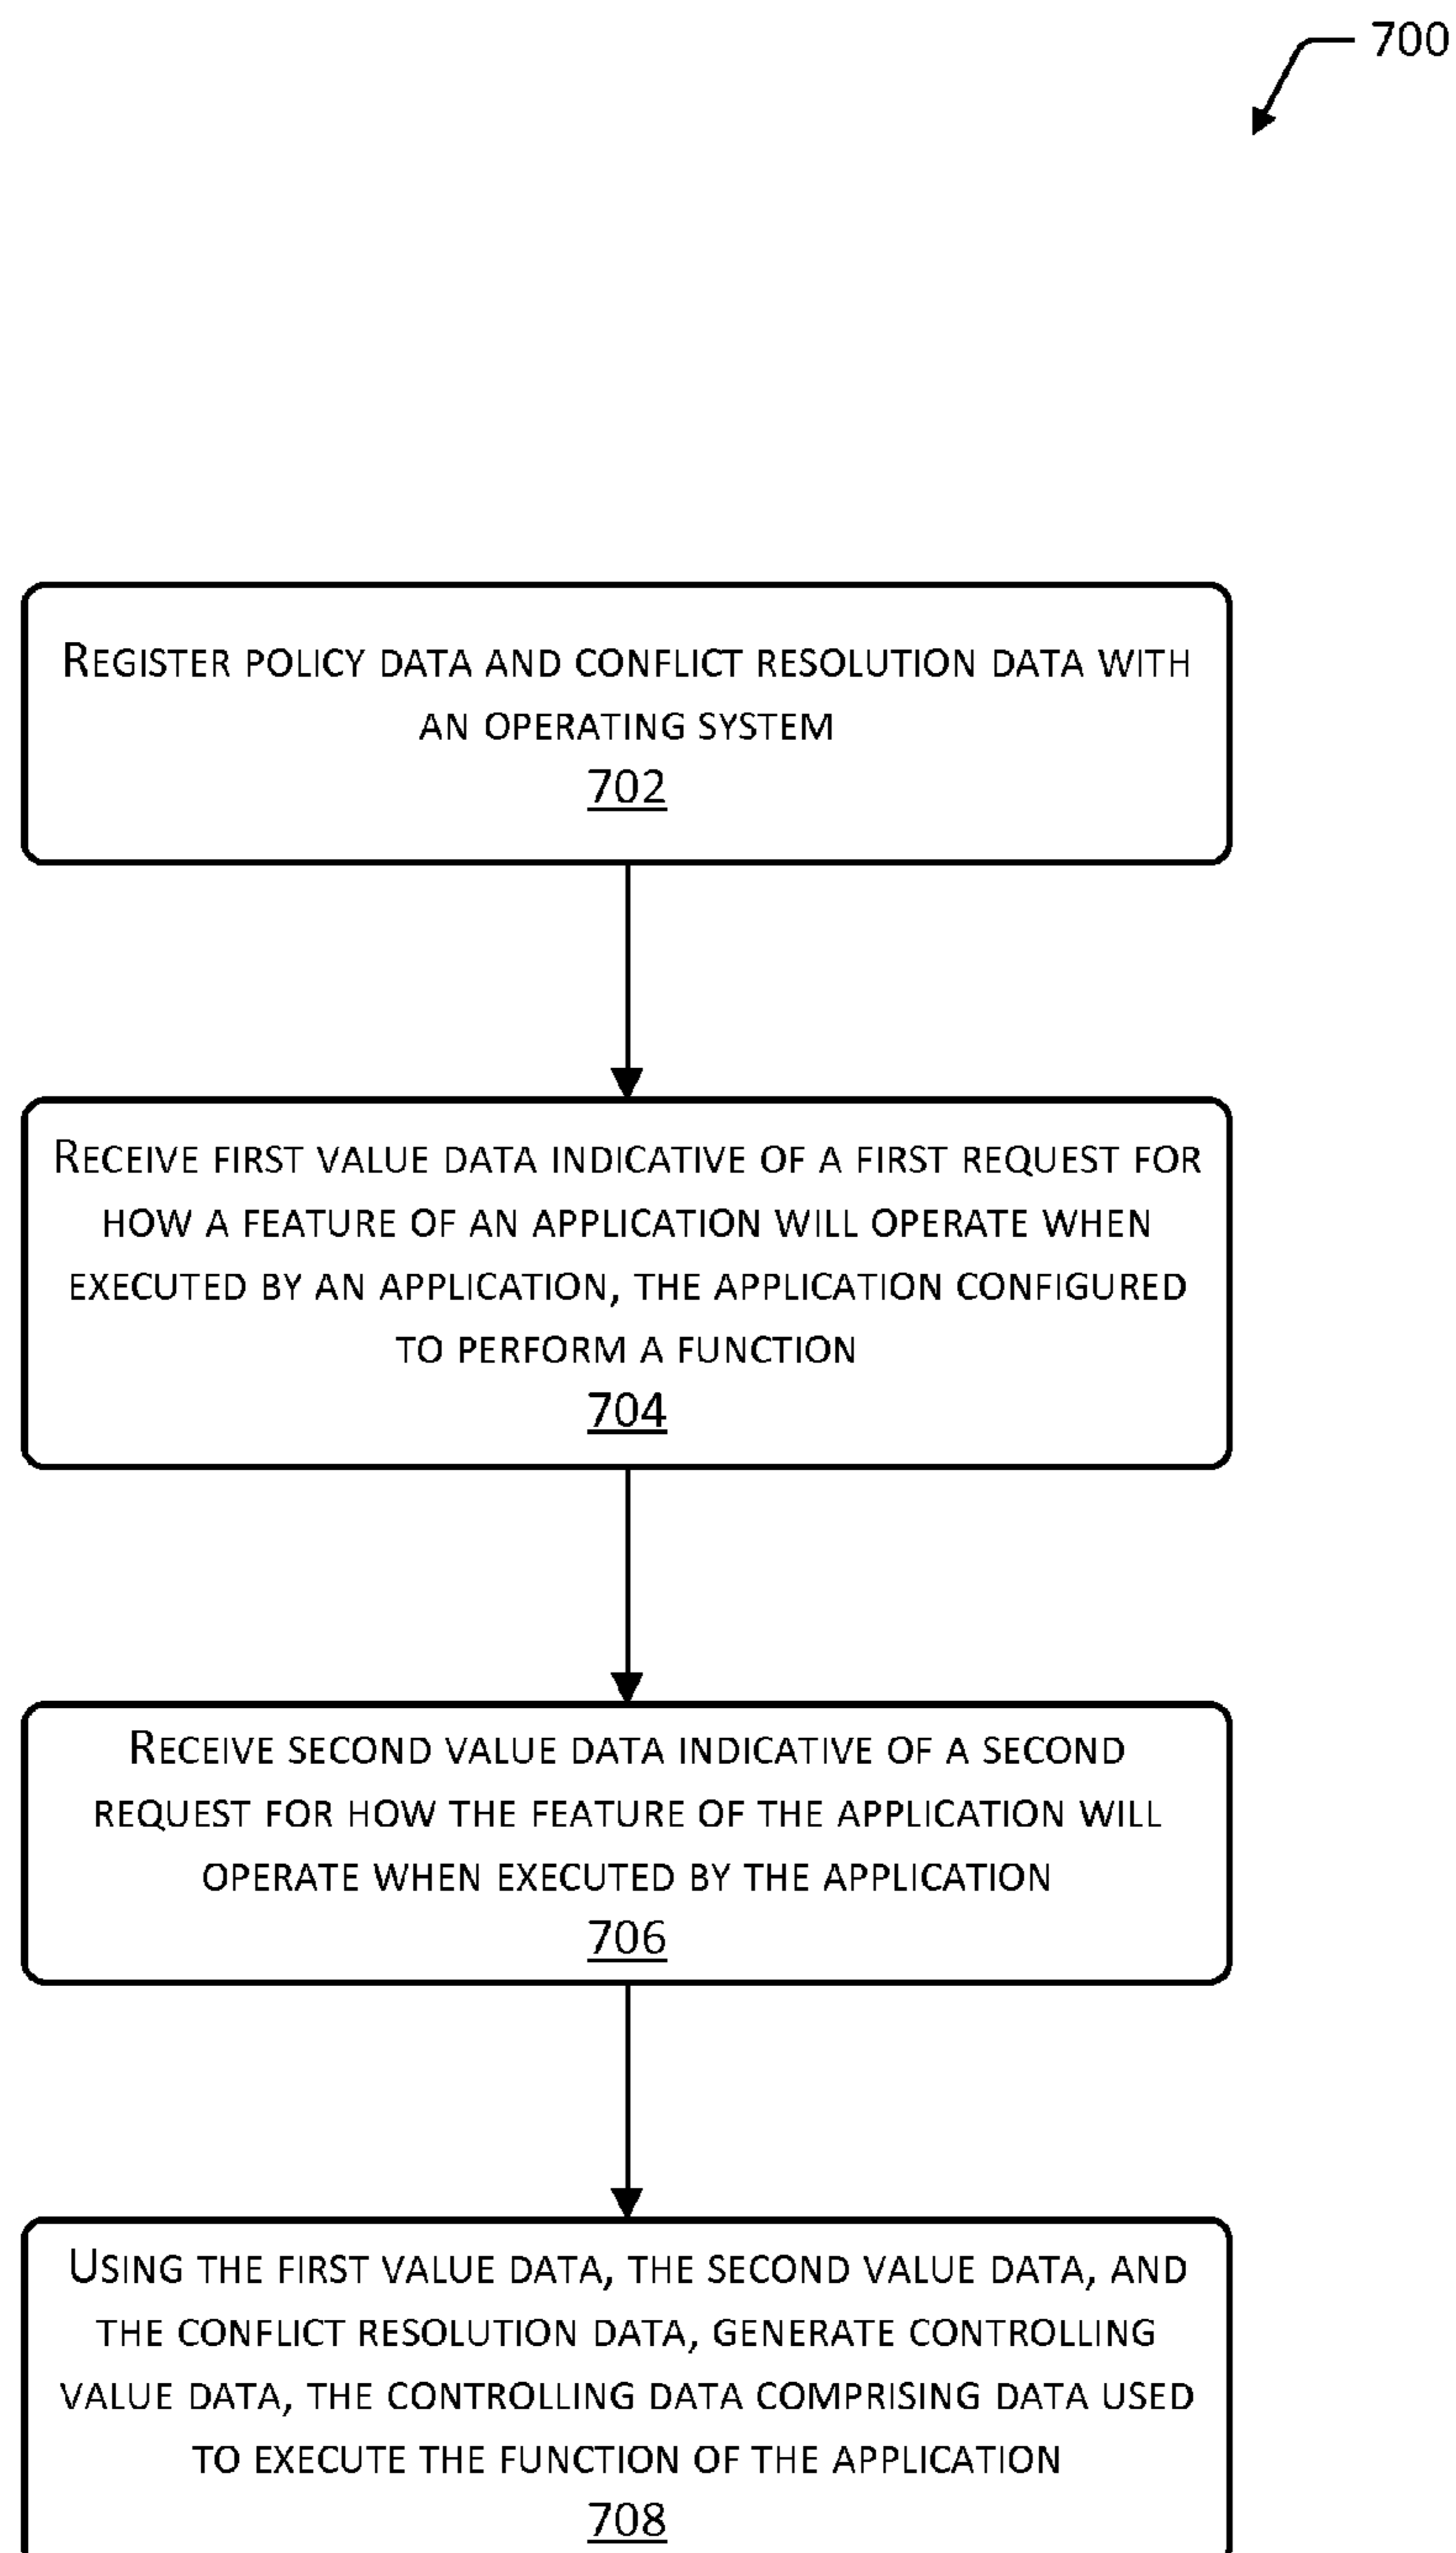 700
Register policy data and conflict resolution data with
an operating system
702
Receive first value data indicative of a first request for
how a feature of an application will operate when
executed by an application, the application configured
to perform a function
704
Receive second value data indicative of a second
request for how the feature of the application will
operate when executed by the application
706
Using the first value data, the second value data, and
the conflict resolution data, generate controlling
value data, the controlling data comprising data used
to execute the function of the application
708